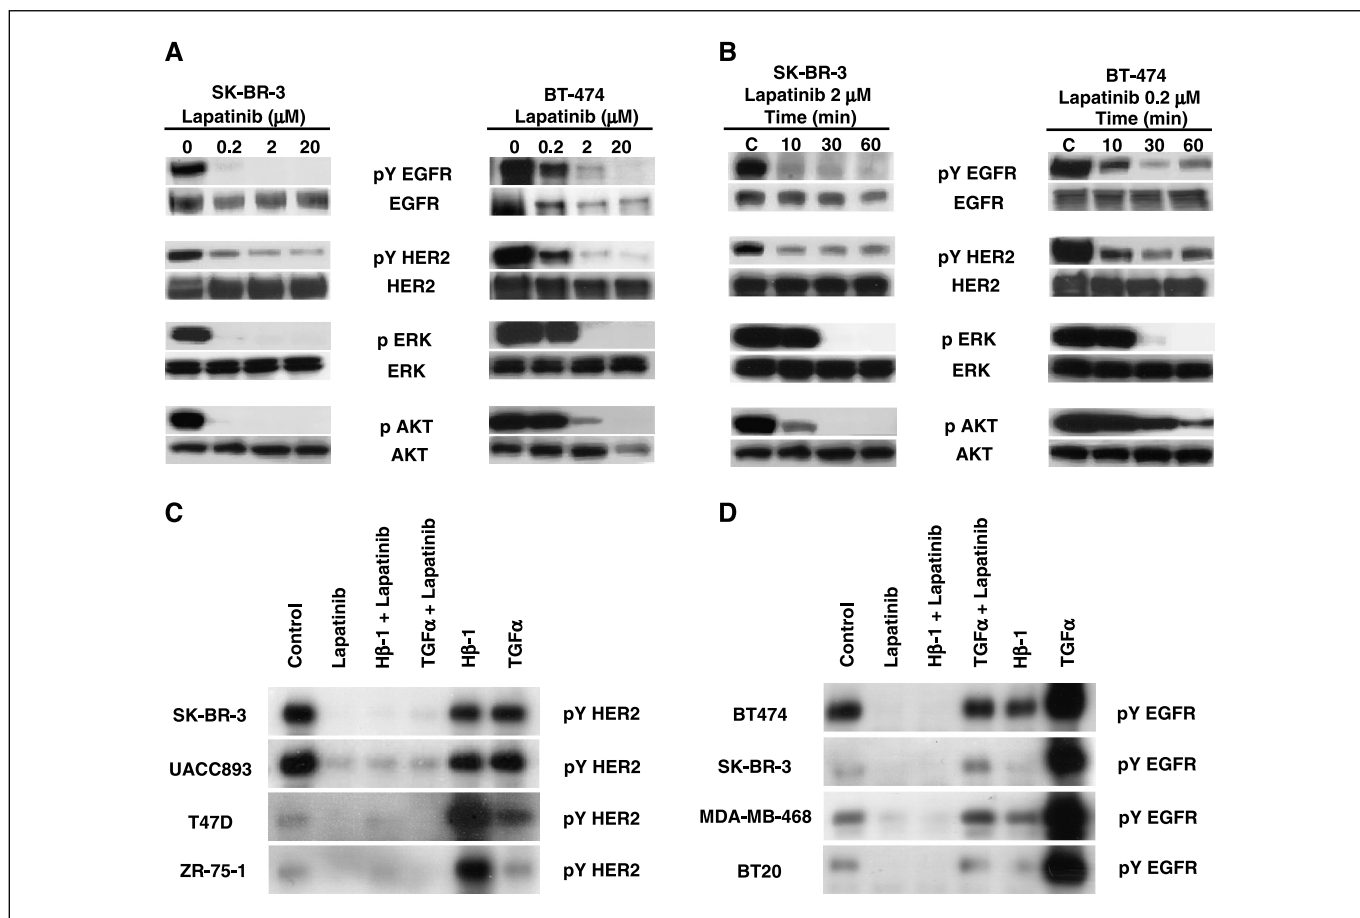 A
SK-BR-3
Lapatinib (μM)
0 0.2 2 20
BT-474
Lapatinib (μM)
0 0.2 2 20
pY EGFR
EGFR
pY HER2
HER2
p ERK
ERK
p AKT
AKT
B
SK-BR-3
Lapatinib 2 μM
Time (min)
C 10 30 60
BT-474
Lapatinib 0.2 μM
Time (min)
C 10 30 60
pY EGFR
EGFR
pY HER2
HER2
p ERK
ERK
p AKT
AKT
C
Control
Lapatinib
Hβ-1 + Lapatinib
TGFα + Lapatinib
Hβ-1
TGFα
SK-BR-3 pY HER2
UACC893 pY HER2
T47D pY HER2
ZR-75-1 pY HER2
D
Control
Lapatinib
Hβ-1 + Lapatinib
TGFα + Lapatinib
Hβ-1
TGFα
BT474 pY EGFR
SK-BR-3 pY EGFR
MDA-MB-468 pY EGFR
BT20 pY EGFR